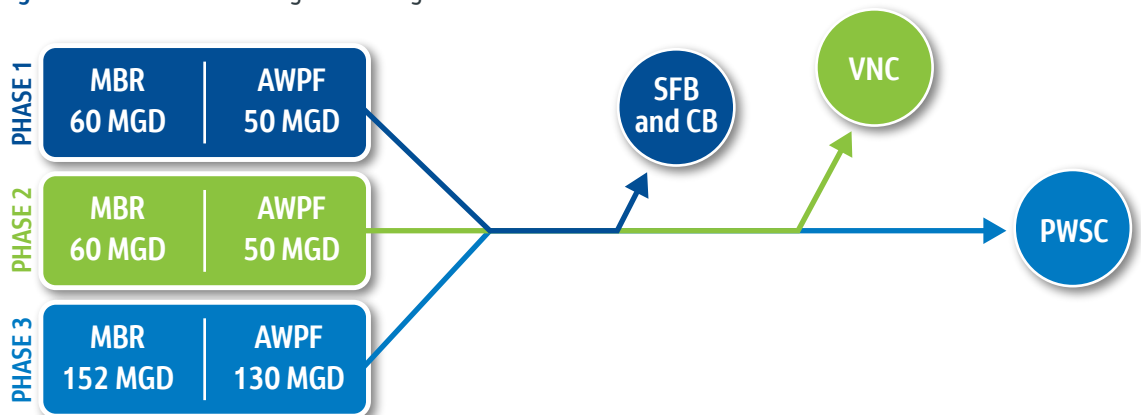 PHASE 1
MBR
60 MGD
AWPF
50 MGD
PHASE 2
MBR
60 MGD
AWPF
50 MGD
PHASE 3
MBR
152 MGD
AWPF
130 MGD
SFB
and CB
VNC
PWSC